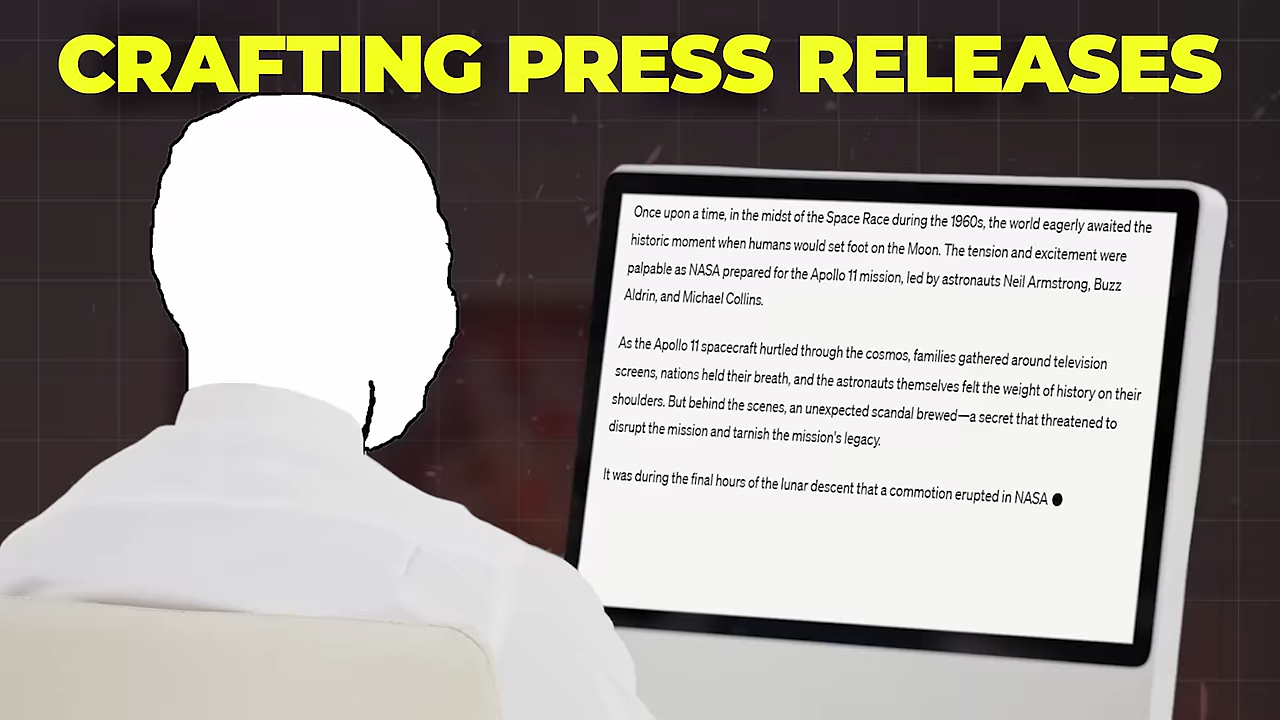 CRAFTING PRESS RELEASES
Once upon a time, in the midst of the Space Race during the 1960s, the world eagerly awaited the
historic moment when humans would set foot on the Moon. The tension and excitement were
palpable as NASA prepared for the Apollo 11 mission, led by astronauts Neil Armstrong, Buzz
Aldrin, and Michael Collins.
As the Apollo 11 spacecraft hurtled through the cosmos, families gathered around television
screens, nations held their breath, and the astronauts themselves felt the weight of history on their
shoulders. But behind the scenes, an unexpected scandal brewed—a secret that threatened to
disrupt the mission and tarnish the mission's legacy.
It was during the final hours of the lunar descent that a commotion erupted in NASA